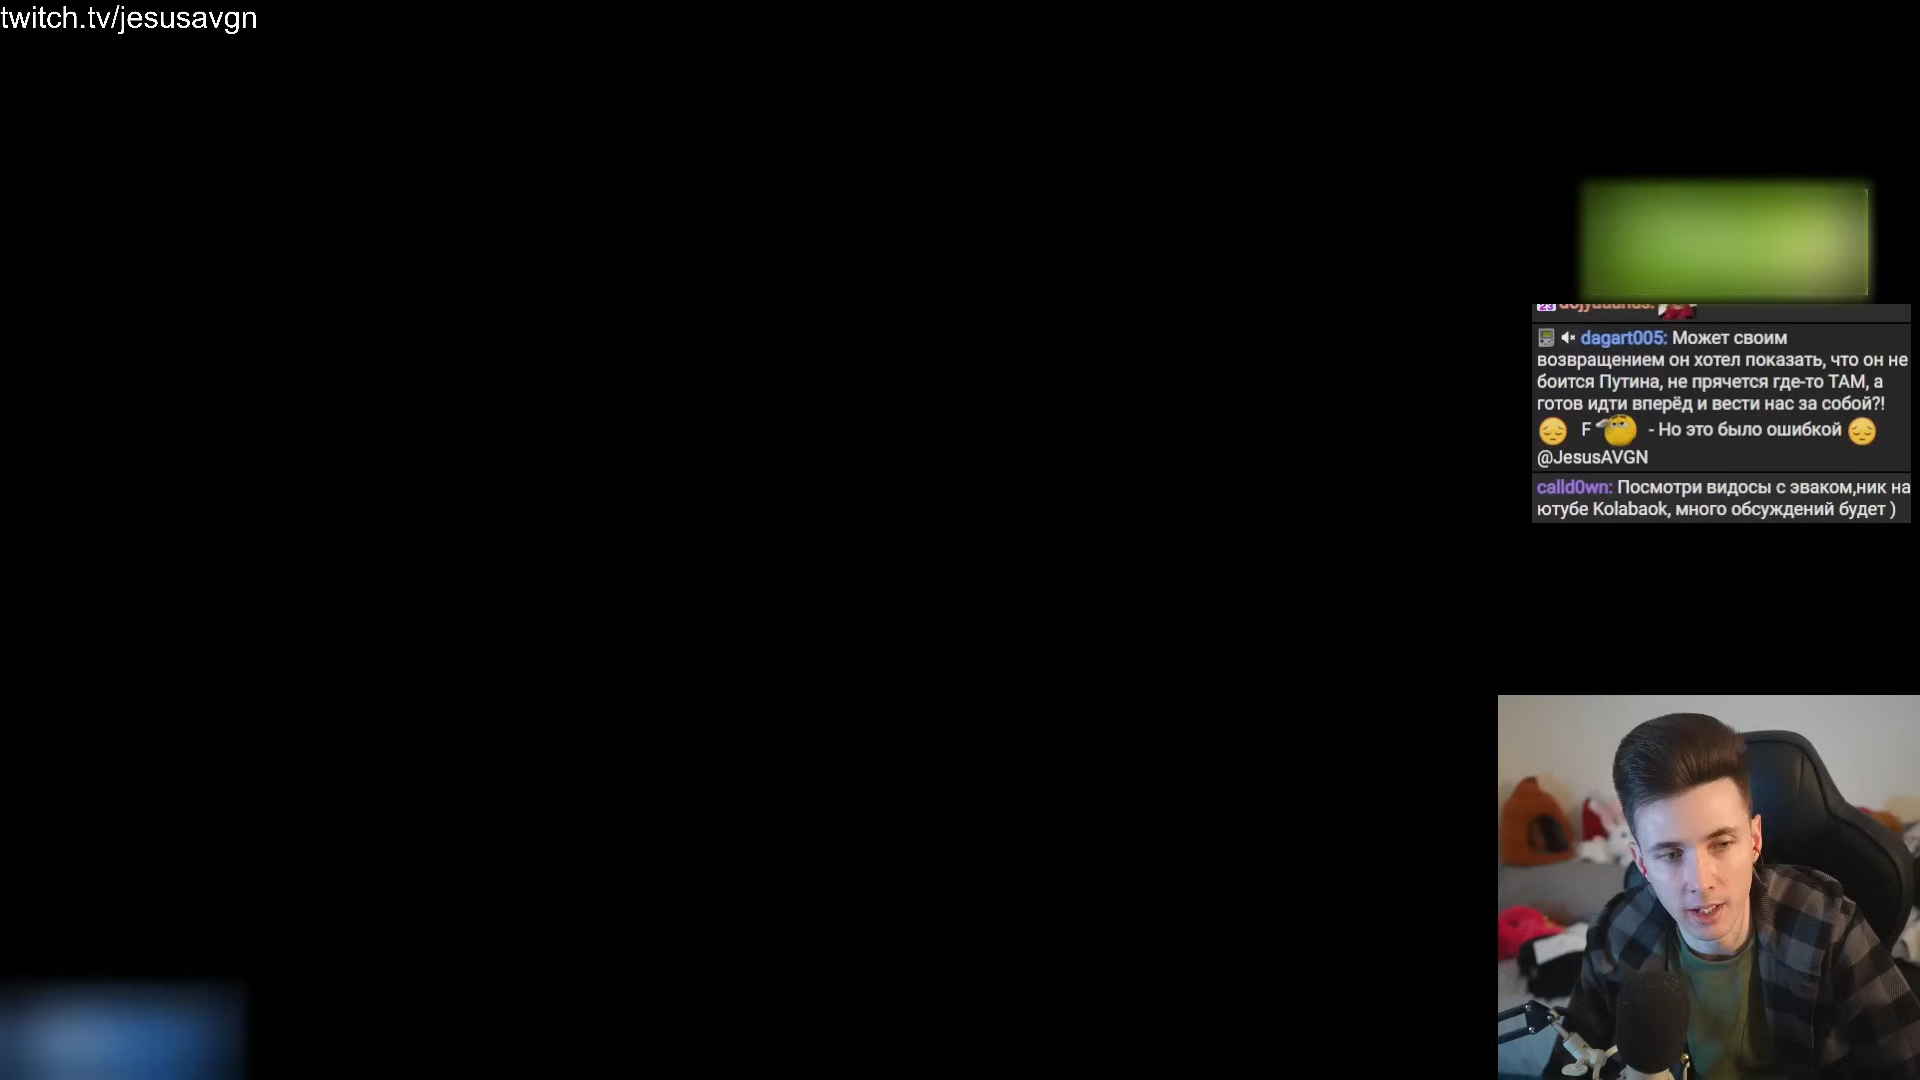 twitch.tv/jesusavgn
dagart005: Может своим
возвращением он хотел показать, что он не
боится Путина, не прячется где-то ТАМ, а
готов идти вперёд и вести нас за собой?!
F - Но это было ошибкой
@JesusAVGN
calld0wn: Посмотри видосы с эваком,ник на
ютубе Kolabaok, много обсуждений будет )